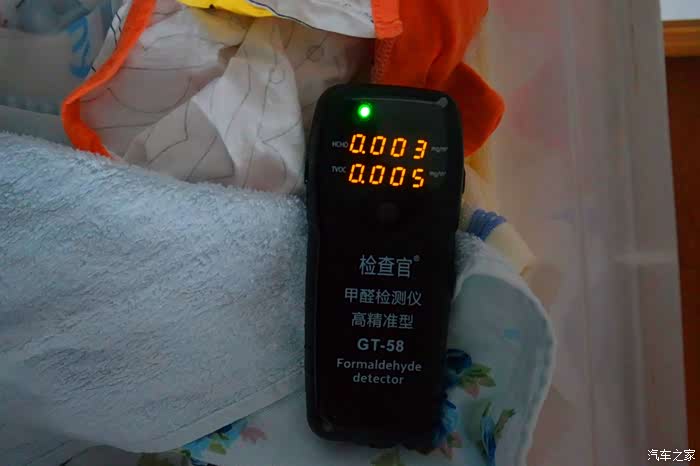 HCHO 0.003 mg/m³
TVOC 0.005 mg/m³
检查官®
甲醛检测仪
高精准型
GT-58
Formaldehyde
detector
汽车之家